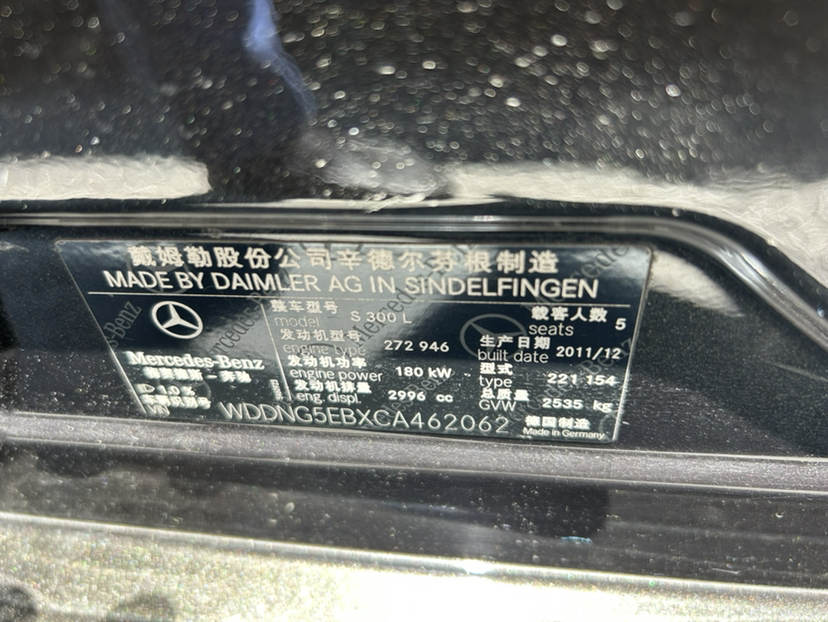 戴姆勒股份公司辛德尔芬根制造
MADE BY DAIMLER AG IN SINDELFINGEN
Mercedes-Benz
整车型号
model S 300 L
发动机型号
engine type 272 946
发动机功率
engine power 180 kW
发动机排量
eng. displ. 2996 cc
载客人数
seats 5
生产日期
built date 2011/12
型式
type 221 154
总质量
GVW 2535 kg
WDDNG5EBXCA462062
德国制造
Made in Germany